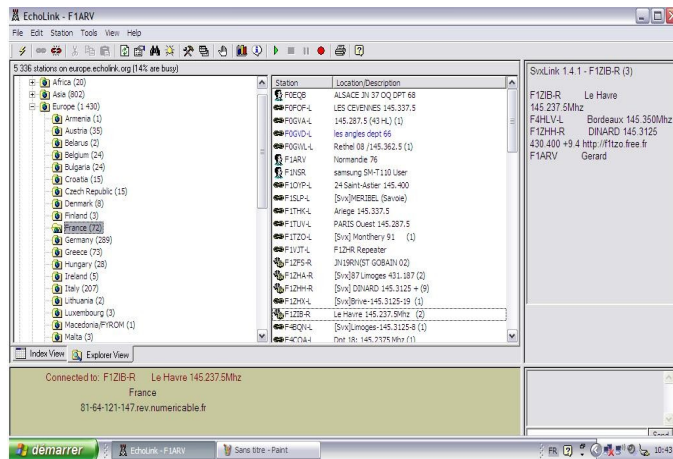 EchoLink - F1ARV
File Edit Station Tools View Help
5 336 stations on europe.echolink.org (14% are busy)
Africa (20)
Asia (802)
Europe (1 430)
Armenia (1)
Austria (35)
Belarus (2)
Belgium (24)
Bulgaria (24)
Croatia (15)
Czech Republic (15)
Denmark (8)
Finland (3)
France (72)
Germany (289)
Greece (73)
Hungary (28)
Ireland (5)
Italy (207)
Lithuania (2)
Luxembourg (3)
Macedonia/FYROM (1)
Malta (3)
Index View Explorer View
Station Location/Description
F0EQB ALSACE JN 37 OQ DPT 68
F0FOF-L LES CEVENNES 145.337.5
F0GVA-L 145.287.5 (43 HL) (1)
F0GVD-L les angles dept 66
F0GWL-L Rethel 08 /145.362.5 (1)
F1ARV Normandie 76
F1NSR samsung SM-T110 User
F1OYP-L 24 Saint-Astier 145.400
F1SLP-L [Svx]MERIBEL (Savoie)
F1THK-L Ariege 145.337.5
F1TUV-L PARIS Ouest 145.287.5
F1TZO-L [Svx] Monthery 91 (1)
F1VJT-L F1ZHR Repeater
F1ZFS-R JN19RN(ST GOBAIN 02)
F1ZHA-R [Svx]87Limoges 431.187 (2)
F1ZHH-R [Svx] DINARD 145.3125 + (9)
F1ZHX-L [Svx]Brive-145.3125-19 (1)
F1ZIB-R Le Havre 145.237.5Mhz (2)
F4BQN-L [Svx]Limoges-145.3125-8 (1)
F4COA-L Dpt 18: 145.2375 Mhz (1)
SvxLink 1.4.1 - F1ZIB-R (3)
F1ZIB-R Le Havre
145.237.5Mhz
F4HLV-L Bordeaux 145.350Mhz
F1ZHH-R DINARD 145.3125
430.400 +9.4 http://f1tzo.free.fr
F1ARV Gerard
Connected to: F1ZIB-R Le Havre 145.237.5Mhz
France
81-64-121-147.rev.numericable.fr
Send
démarrer EchoLink - F1ARV Sans titre - Paint FR 10:43